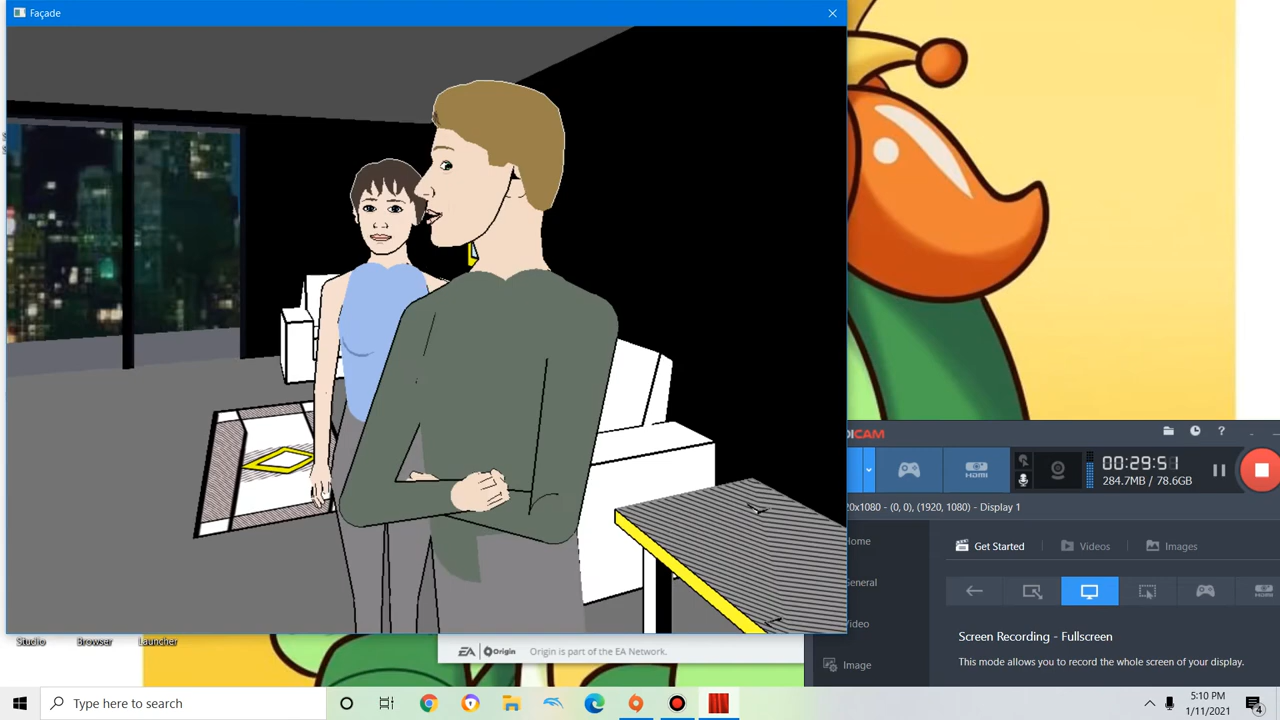 Façade
ICAM
00:29:51
284.7MB / 78.6GB
20x1080 - (0, 0), (1920, 1080) - Display 1
ome
Get Started
Videos
Images
eneral
ideo
HDMI
Screen Recording - Fullscreen
This mode allows you to record the whole screen of your display.
Image
Studio
Browser
Launcher
EA
Origin
Origin is part of the EA Network.
Type here to search
5:10 PM
1/11/2021
4